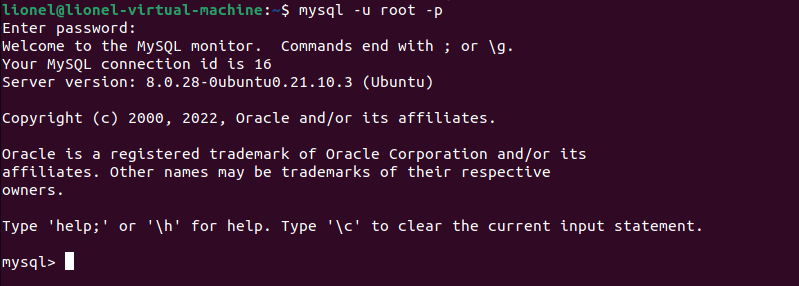 lionel@lionel-virtual-machine:~$ mysql -u root -p
Enter password:
Welcome to the MySQL monitor.  Commands end with ; or \g.
Your MySQL connection id is 16
Server version: 8.0.28-0ubuntu0.21.10.3 (Ubuntu)
Copyright (c) 2000, 2022, Oracle and/or its affiliates.
Oracle is a registered trademark of Oracle Corporation and/or its
affiliates. Other names may be trademarks of their respective
owners.
Type 'help;' or '\h' for help. Type '\c' to clear the current input statement.
mysql>